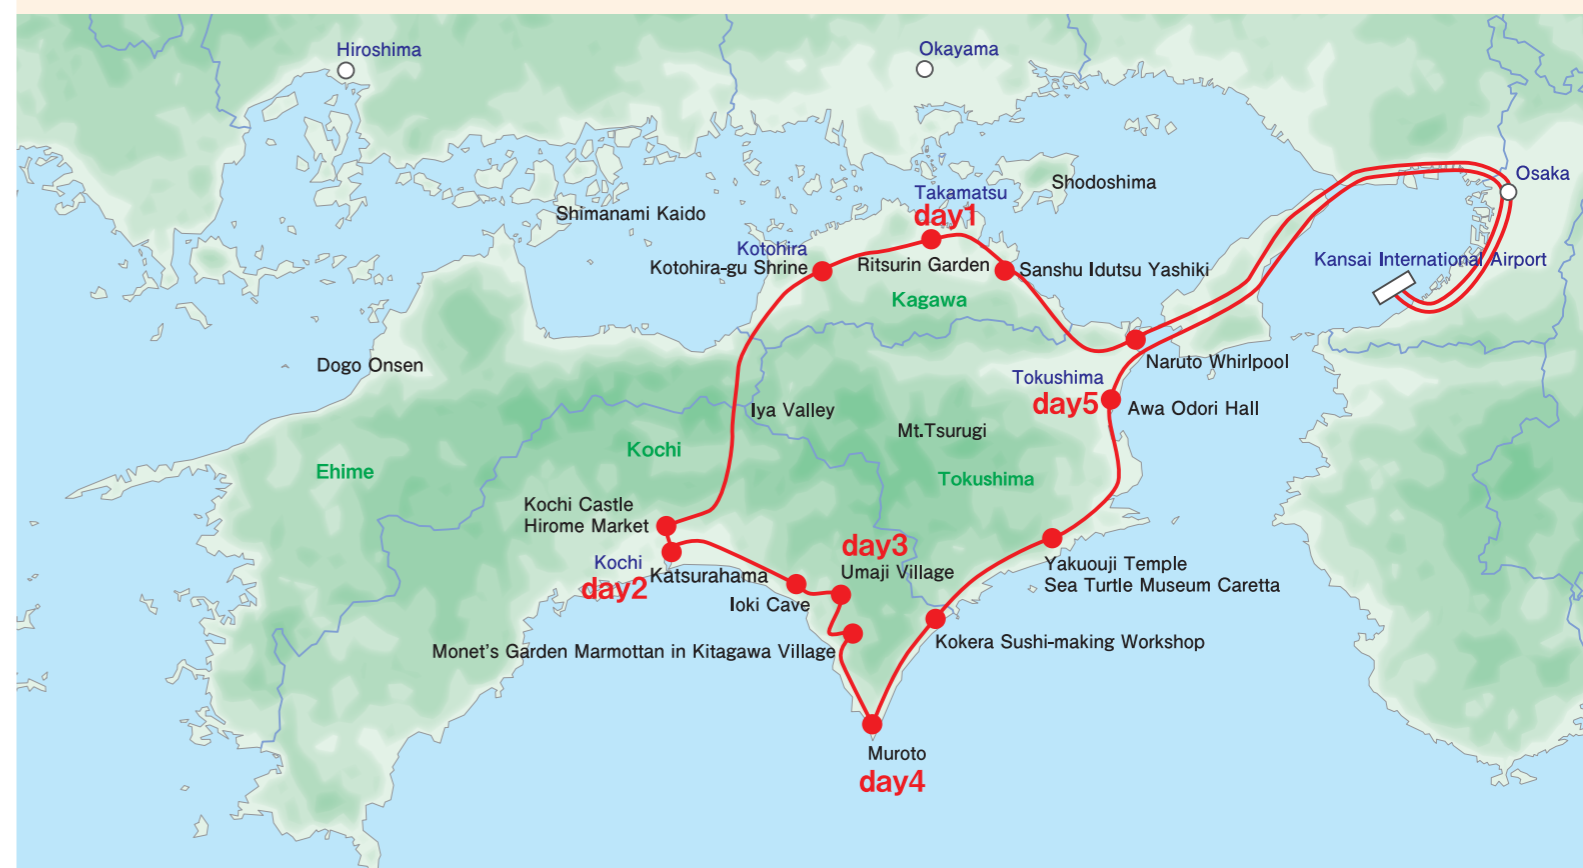 Hiroshima
Okayama
Osaka
Takamatsu
day1
Shodoshima
Shimanami Kaido
Kotohira
Kotohira-gu Shrine
Ritsurin Garden
Sanshu Idutsu Yashiki
Kansai International Airport
Kagawa
Dogo Onsen
Naruto Whirlpool
Tokushima
day5
Awa Odori Hall
Iya Valley
Mt.Tsurugi
Ehime
Kochi
Tokushima
Kochi Castle
Hirome Market
Kochi
day2
Katsurahama
day3
Umaji Village
Ioki Cave
Yakuouji Temple
Sea Turtle Museum Caretta
Monet's Garden Marmottan in Kitagawa Village
Kokera Sushi-making Workshop
Muroto
day4